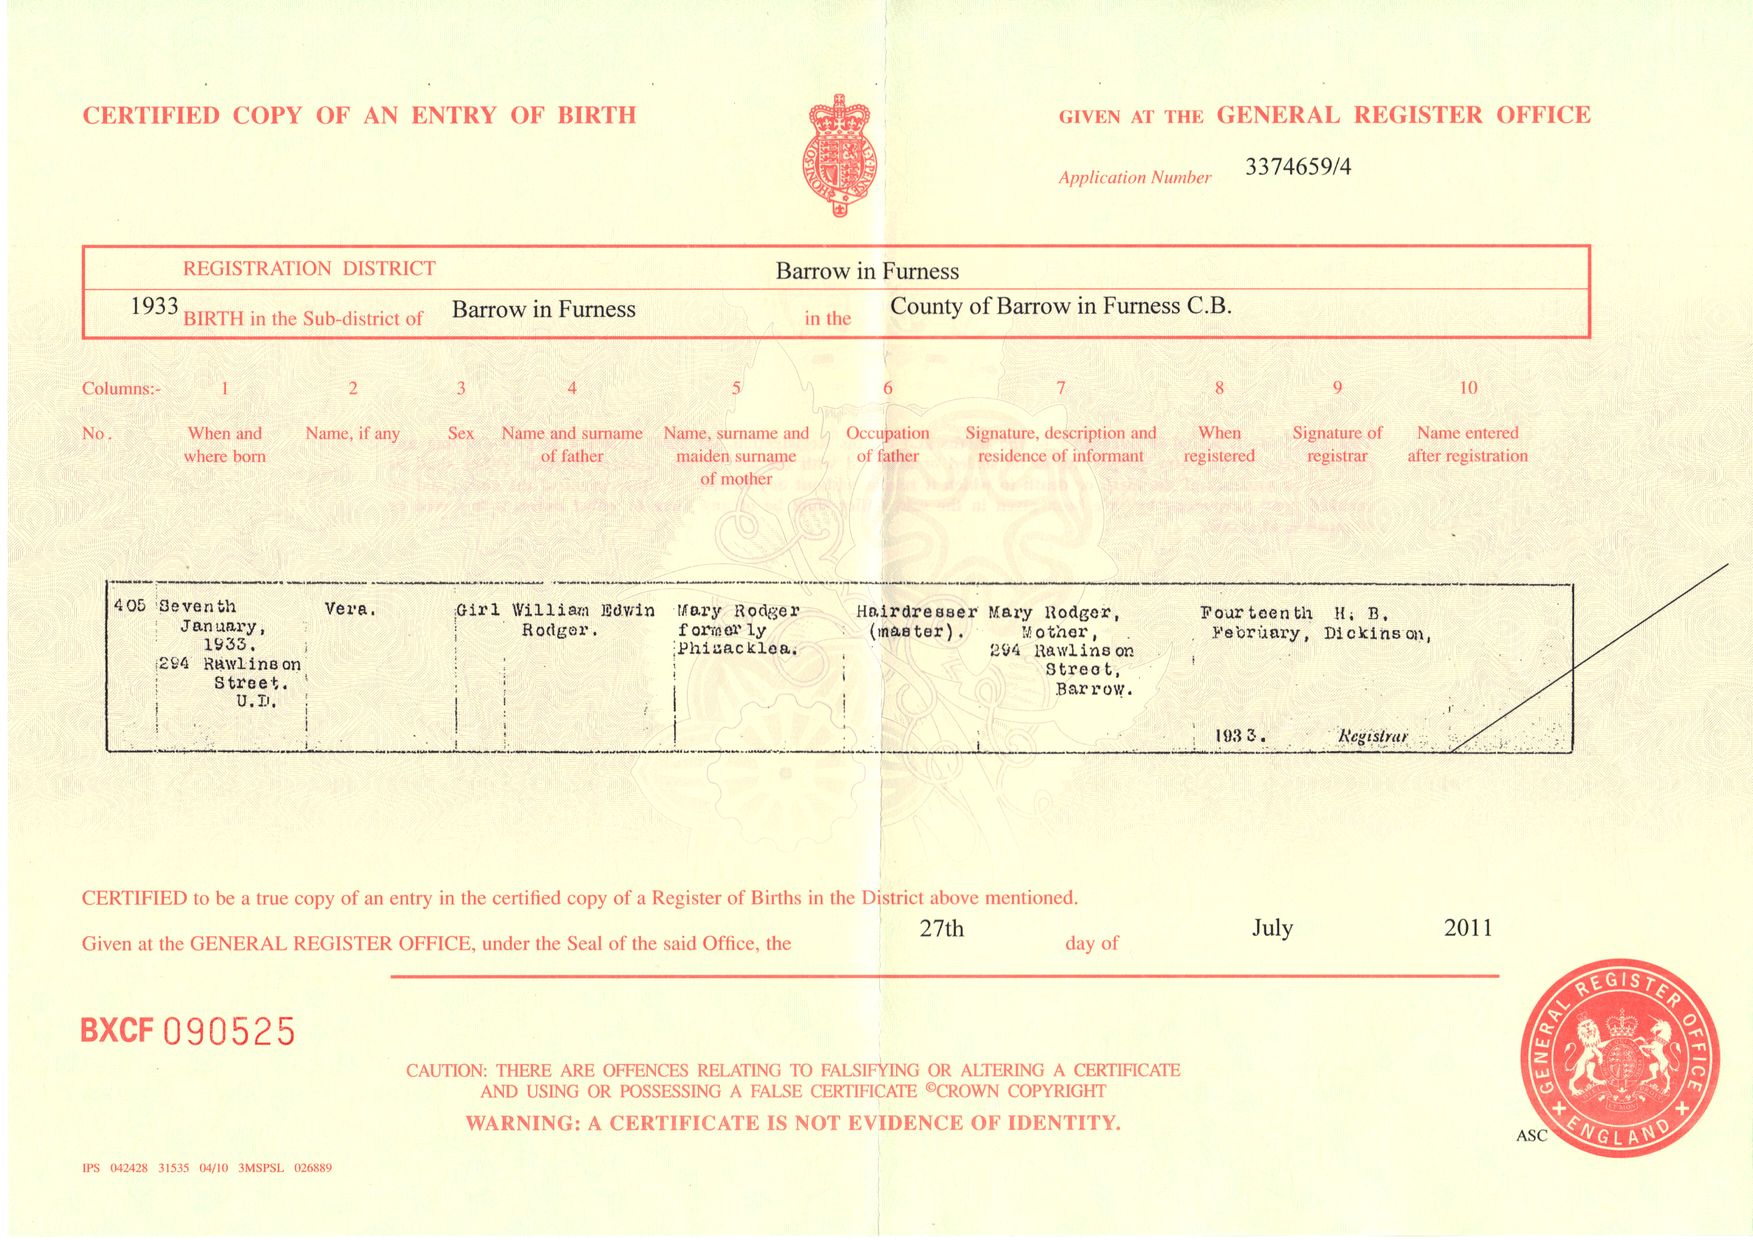 CERTIFIED COPY OF AN ENTRY OF BIRTH
GIVEN AT THE GENERAL REGISTER OFFICE
Application Number 3374659/4
REGISTRATION DISTRICT Barrow in Furness
1933 BIRTH in the Sub-district of Barrow in Furness in the County of Barrow in Furness C.B.
Columns:- 1 2 3 4 5 6 7 8 9 10
No. When and Name, if any Sex Name and surname Name, surname and Occupation Signature, description and When Signature of Name entered
where born of father maiden surname of father residence of informant registered registrar after registration
of mother
405 Seventh Vera. Girl William Edwin Mary Rodger Hairdresser Mary Rodger, Fourteenth H. B.
January, Rodger. formerly (master). Mother, February, Dickinson,
1933. Phizacklea. 294 Rawlinson
294 Rawlinson Street,
Street. Barrow.
U.D.
1933. Registrar
CERTIFIED to be a true copy of an entry in the certified copy of a Register of Births in the District above mentioned.
Given at the GENERAL REGISTER OFFICE, under the Seal of the said Office, the 27th day of July 2011
BXCF 090525
CAUTION: THERE ARE OFFENCES RELATING TO FALSIFYING OR ALTERING A CERTIFICATE
AND USING OR POSSESSING A FALSE CERTIFICATE ©CROWN COPYRIGHT
WARNING: A CERTIFICATE IS NOT EVIDENCE OF IDENTITY.
GENERAL REGISTER OFFICE
ENGLAND
ASC
IPS 042428 31535 04/10 3MSPSL 026889